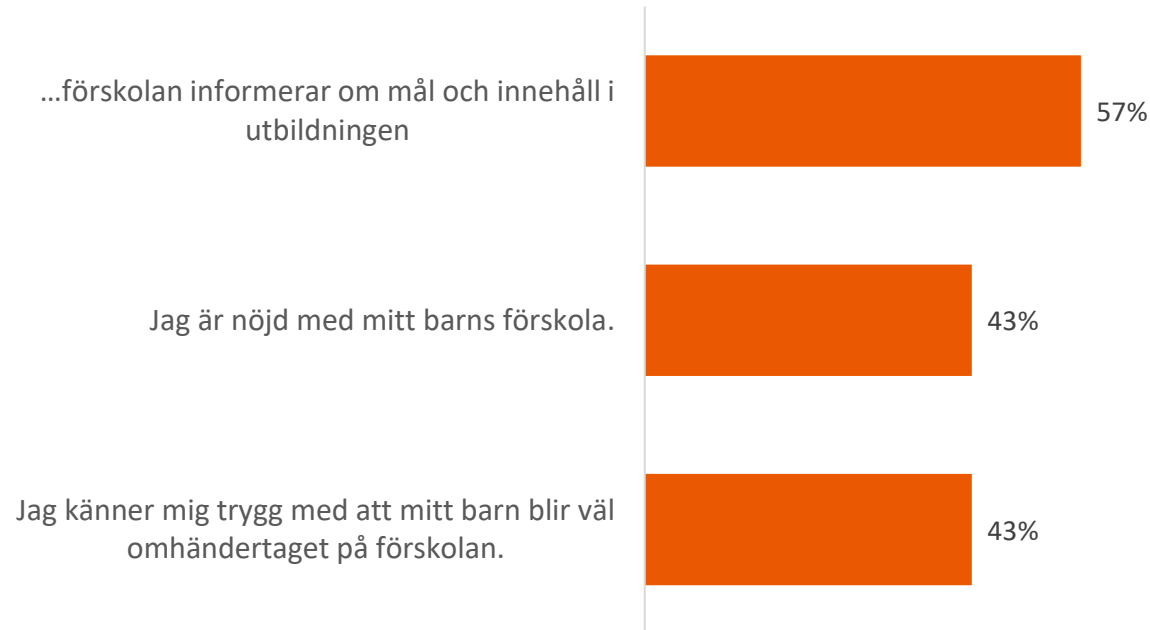 ...förskolan informerar om mål och innehåll i
utbildningen
57%
Jag är nöjd med mitt barns förskola.
43%
Jag känner mig trygg med att mitt barn blir väl
omhändertaget på förskolan.
43%